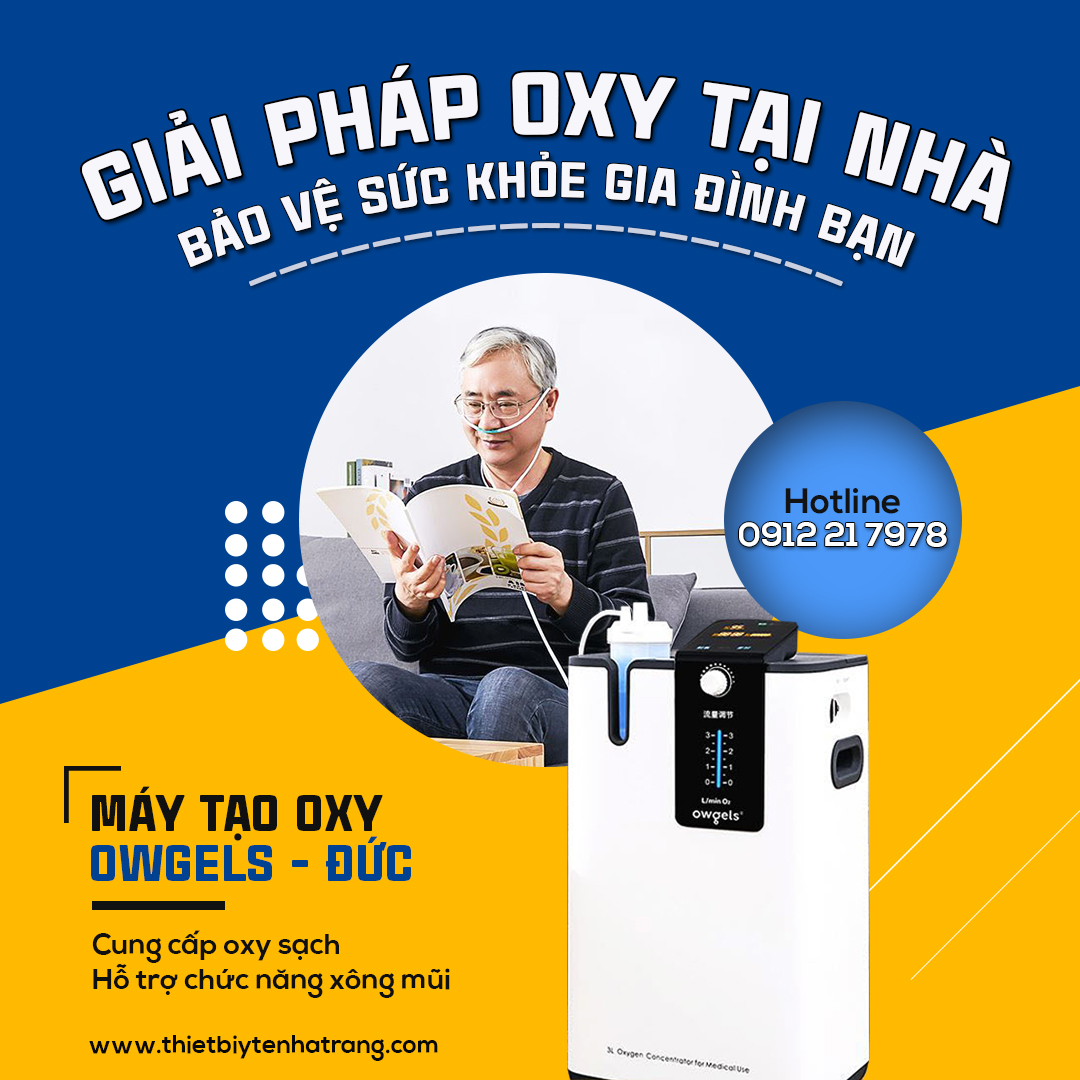 GIẢI PHÁP OXY TẠI NHÀ
BẢO VỆ SỨC KHỎE GIA ĐÌNH BẠN
Hotline
0912 21 7978
流量调节
3 3
2 2
1 1
0 0
L/min O₂
owgels®
MÁY TẠO OXY
OWGELS - ĐỨC
Cung cấp oxy sạch
Hỗ trợ chức năng xông mũi
www.thietbiytenhatrang.com
3L Oxygen Concentrator for Medical Use